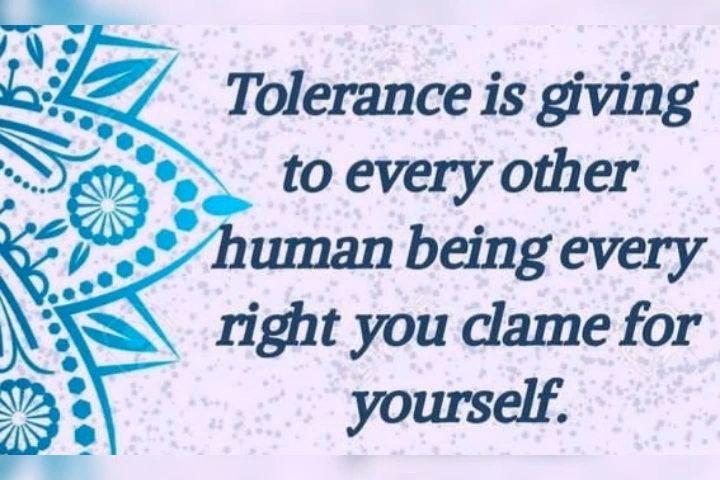 Tolerance is giving
to every other
human being every
right you clame for
yourself.